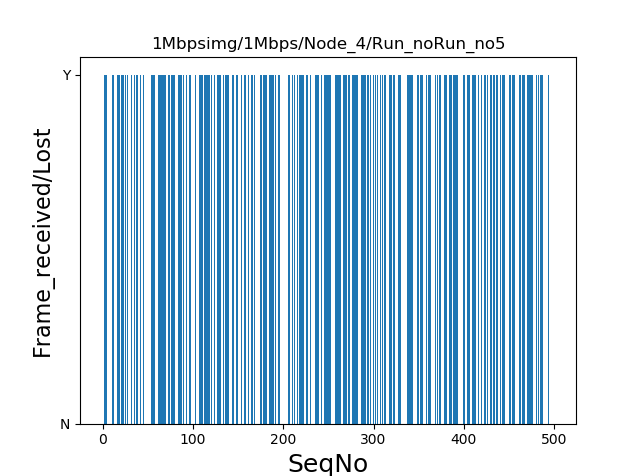 1Mbpsimg/1Mbps/Node_4/Run_noRun_no5
Y
Frame_received/Lost
N
0 100 200 300 400 500
SeqNo